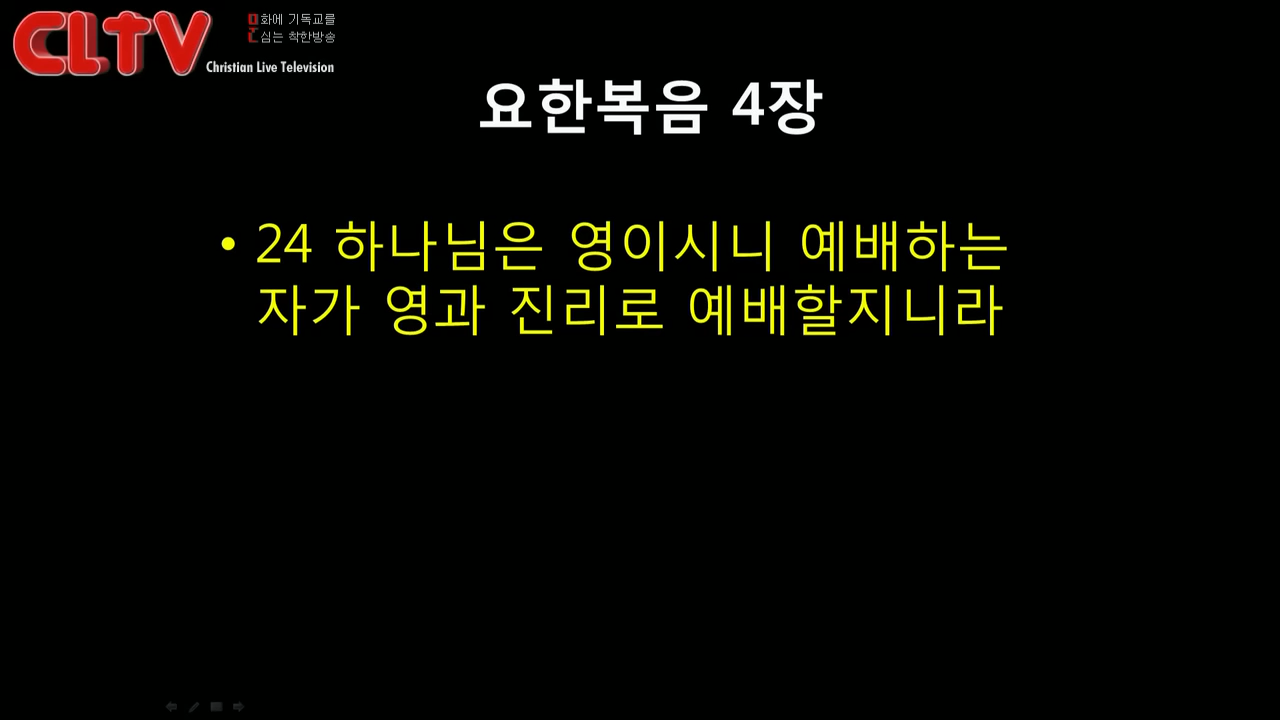 CLTV
문화에 기독교를
심는 착한방송
Christian Live Television
요한복음 4장
• 24 하나님은 영이시니 예배하는
자가 영과 진리로 예배할지니라